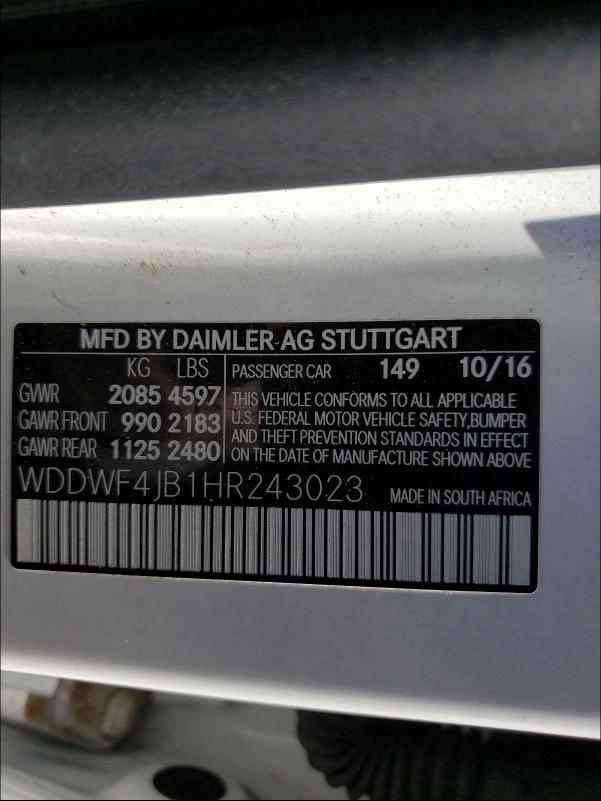 MFD BY DAIMLER AG STUTTGART
KG LBS
GVWR 2085 4597
GAWR FRONT 990 2183
GAWR REAR 1125 2480
PASSENGER CAR 149 10/16
THIS VEHICLE CONFORMS TO ALL APPLICABLE
U.S. FEDERAL MOTOR VEHICLE SAFETY,BUMPER
AND THEFT PREVENTION STANDARDS IN EFFECT
ON THE DATE OF MANUFACTURE SHOWN ABOVE
WDDWF4JB1HR243023 MADE IN SOUTH AFRICA